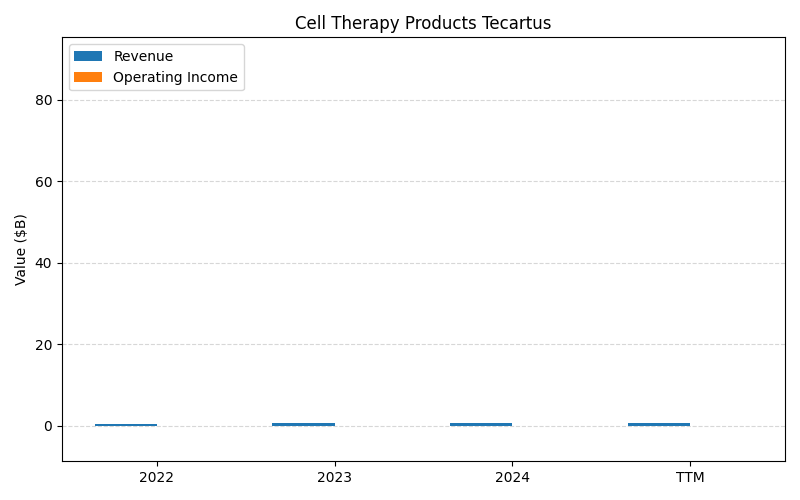 Cell Therapy Products Tecartus
Revenue
Operating Income
Value ($B)
80
60
40
20
0
2022
2023
2024
TTM